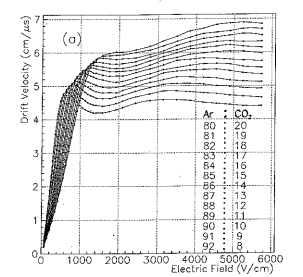 Drift Velocity (cm/μs)
7
6
5
4
3
2
1
0
(a)
Ar : CO₂
80 : 20
81 : 19
82 : 18
83 : 17
84 : 16
85 : 15
86 : 14
87 : 13
88 : 12
89 : 11
90 : 10
91 : 9
92 : 8
0 1000 2000 3000 4000 5000 6000
Electric Field (V/cm)